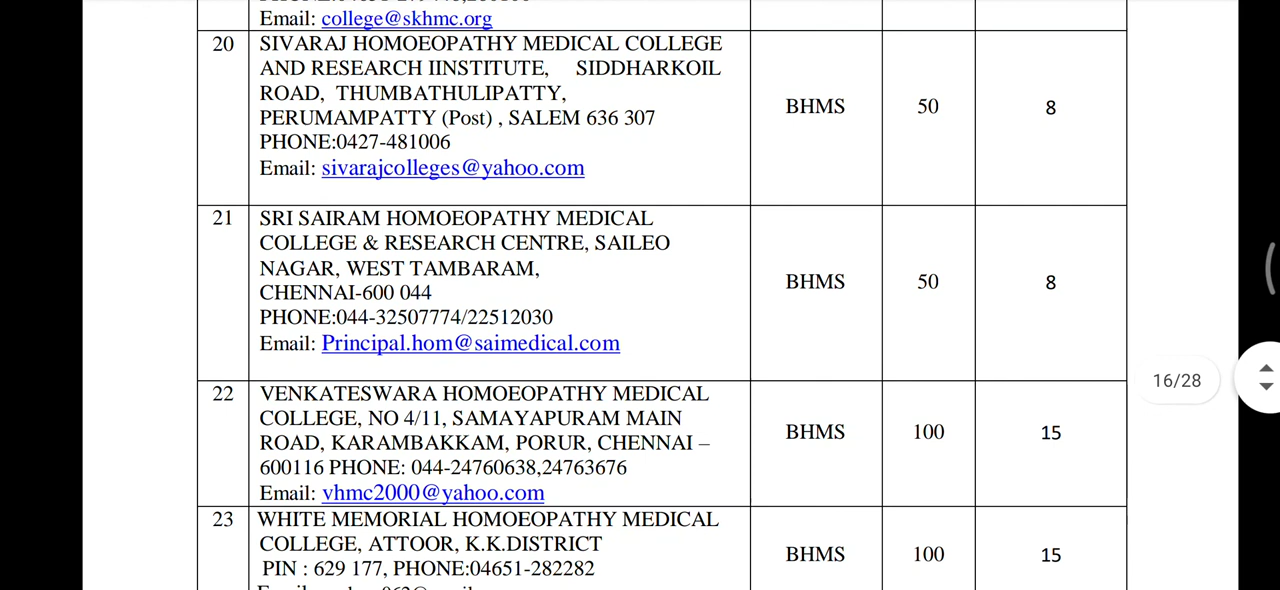 Email: college@skhmc.org
20 SIVARAJ HOMOEOPATHY MEDICAL COLLEGE
AND RESEARCH IINSTITUTE, SIDDHARKOIL
ROAD, THUMBATHULIPATTY,
PERUMAMPATTY (Post) , SALEM 636 307
PHONE:0427-481006
Email: sivarajcolleges@yahoo.com
BHMS 50 8
21 SRI SAIRAM HOMOEOPATHY MEDICAL
COLLEGE & RESEARCH CENTRE, SAILEO
NAGAR, WEST TAMBARAM,
CHENNAI-600 044
PHONE:044-32507774/22512030
Email: Principal.hom@saimedical.com
BHMS 50 8
16/28
22 VENKATESWARA HOMOEOPATHY MEDICAL
COLLEGE, NO 4/11, SAMAYAPURAM MAIN
ROAD, KARAMBAKKAM, PORUR, CHENNAI –
600116 PHONE: 044-24760638,24763676
Email: vhmc2000@yahoo.com
BHMS 100 15
23 WHITE MEMORIAL HOMOEOPATHY MEDICAL
COLLEGE, ATTOOR, K.K.DISTRICT
PIN : 629 177, PHONE:04651-282282
BHMS 100 15